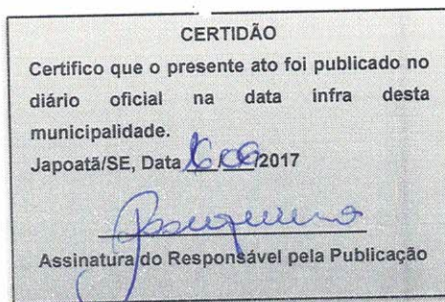 CERTIDÃO
Certifico que o presente ato foi publicado no
diário oficial na data infra desta
municipalidade.
Japoatã/SE, Data /2017
Assinatura do Responsável pela Publicação